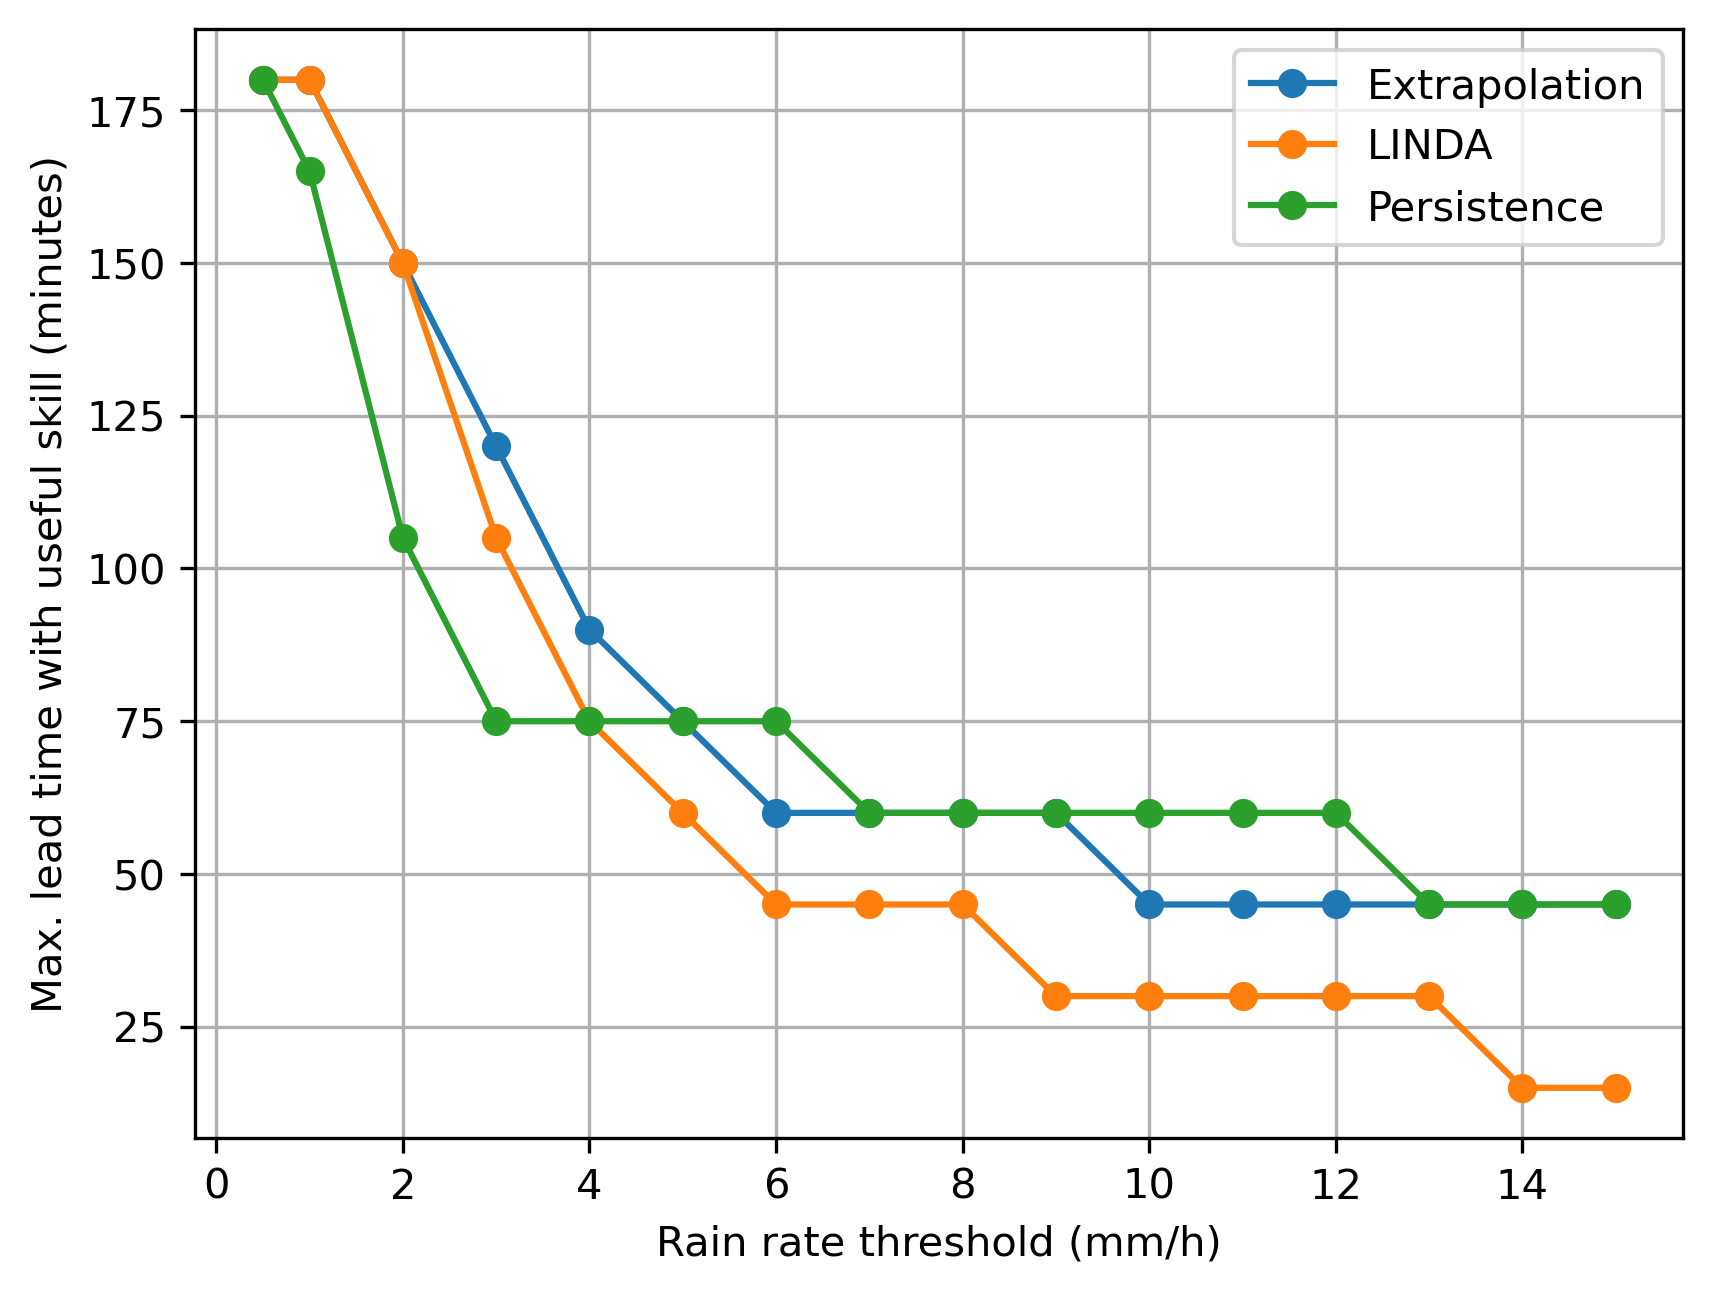 Extrapolation
LINDA
Persistence
175
150
125
100
75
50
25
Max. lead time with useful skill (minutes)
0 2 4 6 8 10 12 14
Rain rate threshold (mm/h)